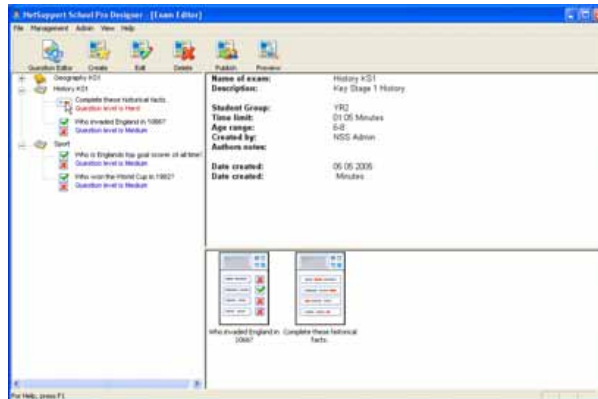 NetSupport School Pro Designer - [Exam Editor]
File Management Admin View Help
Question Editor Create Edit Delete Publish Preview
Geography KS1
History KS1
Complete these historical facts.
Question level is Hard
Who invaded England in 1066?
Question level is Medium
Sport
Who is Englands top goal scorer of all time?
Question level is Medium
Who won the World Cup in 1982?
Question level is Medium
Name of exam: History KS1
Description: Key Stage 1 History
Student Group: YR2
Time limit: 01:05 Minutes
Age range: 6-8
Created by: NSS Admin
Authors notes:
Date created: 05 05 2005
Date created: Minutes
Who invaded England in 1066?
Complete these historical facts.
For Help, press F1